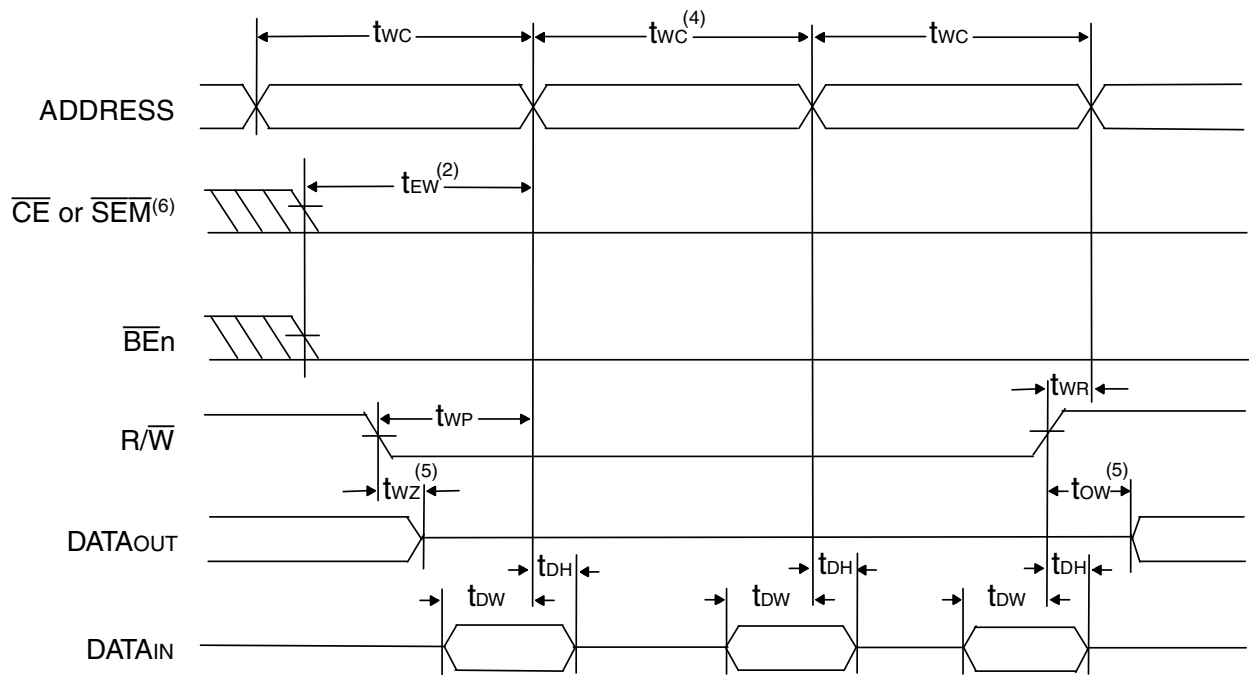 tWC tWC(4) tWC
ADDRESS
tEW(2)
CE or SEM(6)
BEn
tWR
tWP
R/W
tWZ(5) tOW(5)
DATAOUT
tDH tDH tDH
tDW tDW tDW
DATAIN